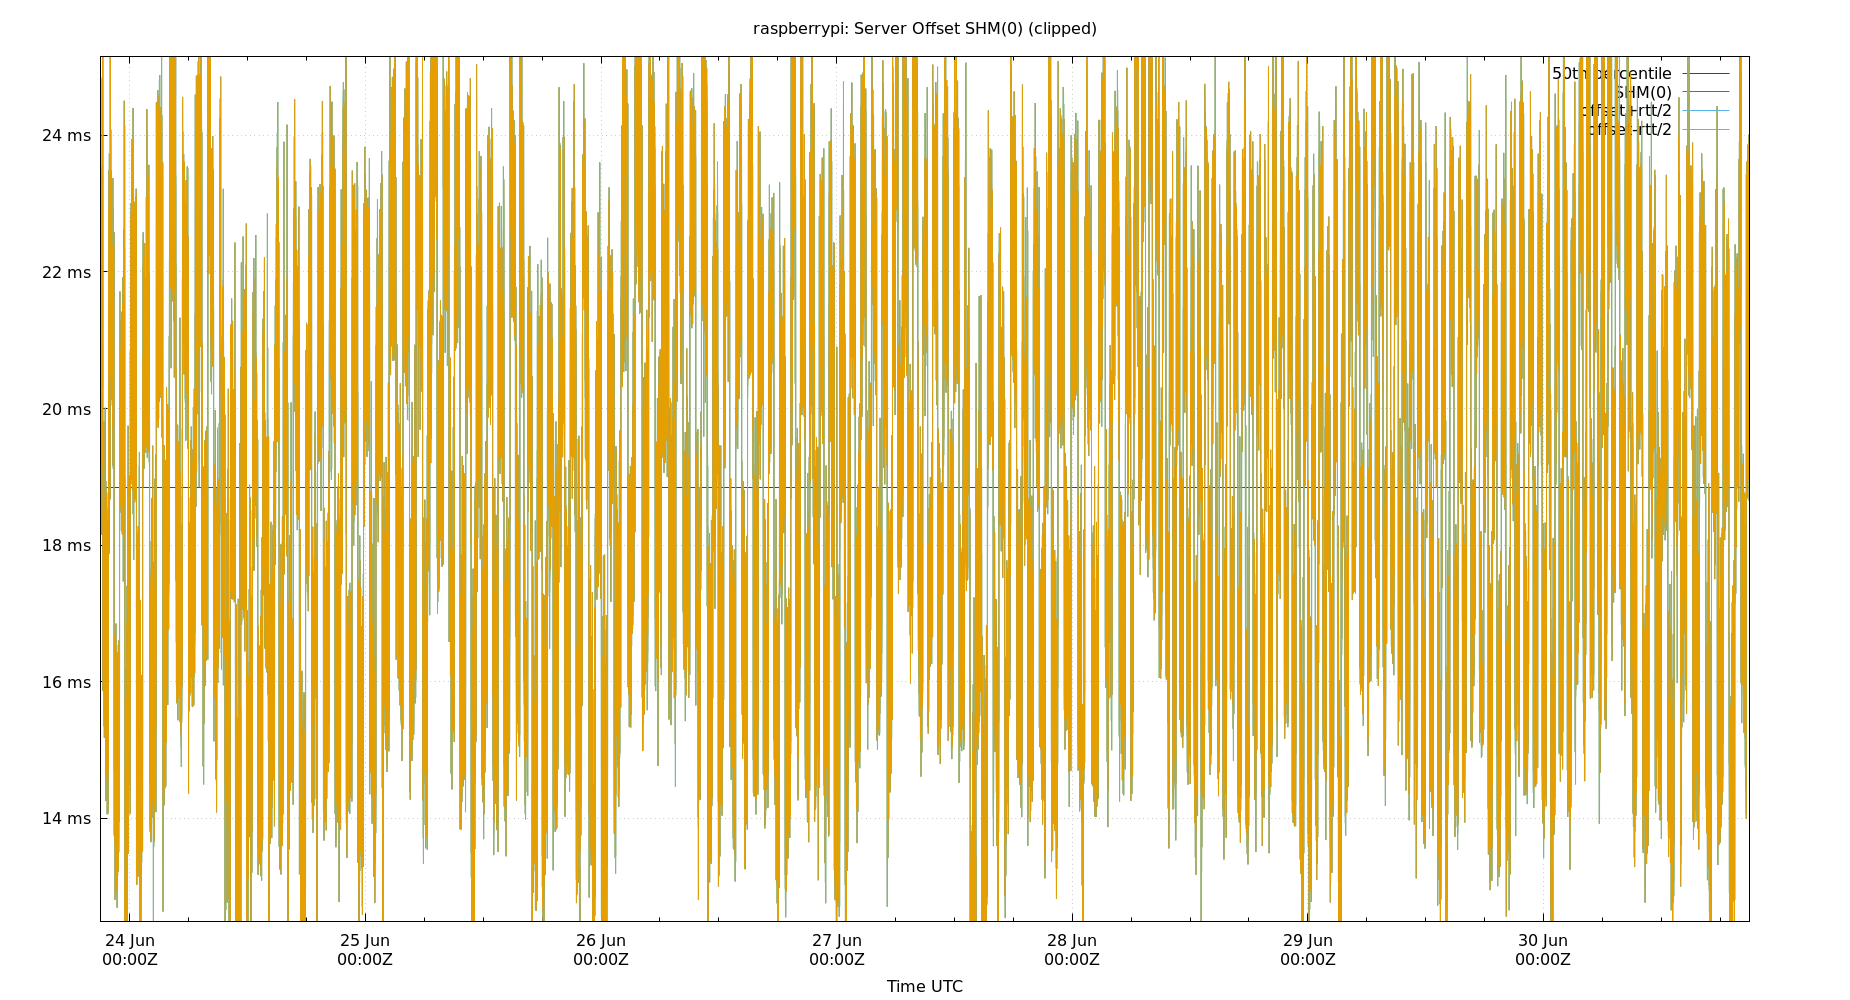 raspberrypi: Server Offset SHM(0) (clipped)
50th percentile
SHM(0)
offset+rtt/2
offset-rtt/2
24 ms
22 ms
20 ms
18 ms
16 ms
14 ms
24 Jun 25 Jun 26 Jun 27 Jun 28 Jun 29 Jun 30 Jun
00:00Z 00:00Z 00:00Z 00:00Z 00:00Z 00:00Z 00:00Z
Time UTC